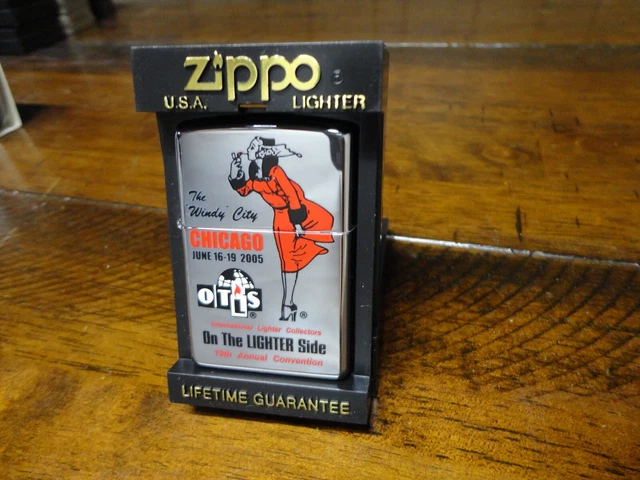 Zippo
U.S.A. LIGHTER
The
"Windy" City
CHICAGO
JUNE 16-19 2005
OTLS ®
®
International Lighter Collectors
On The LIGHTER Side
Annual Convention
LIFETIME GUARANTEE